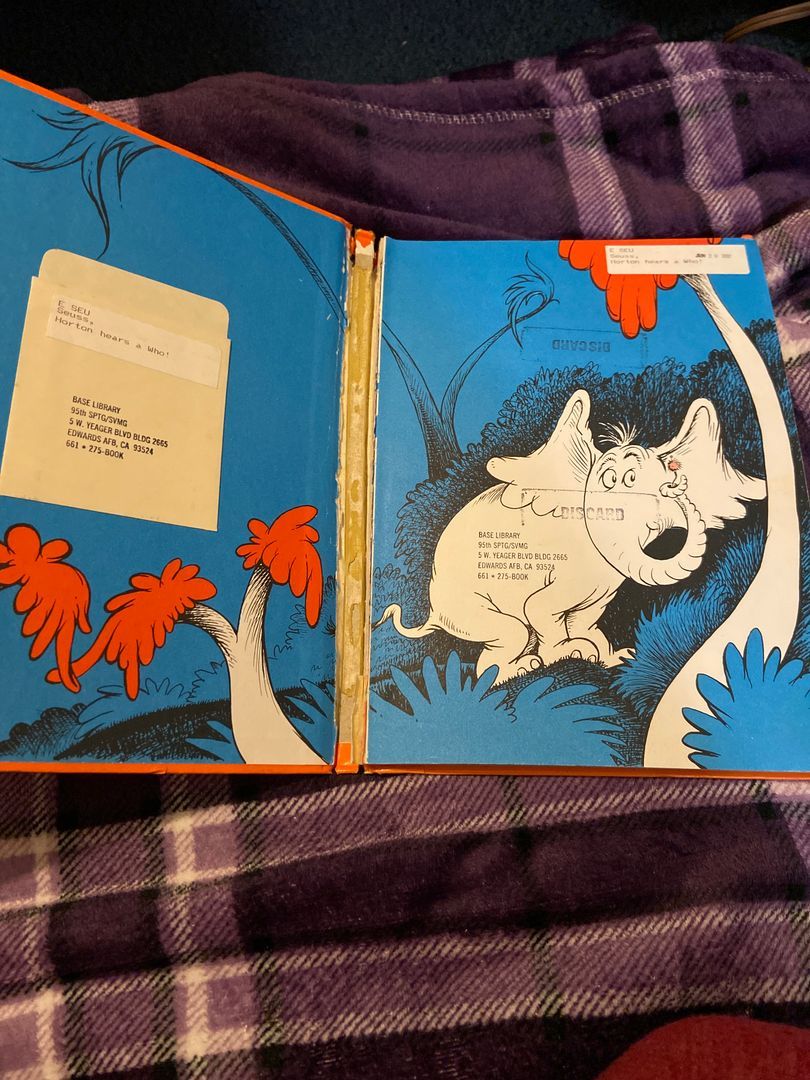 E SEU
Seuss,
Horton hears a Who!
BASE LIBRARY
95th SPTG/SVMG
5 W. YEAGER BLVD BLDG 2665
EDWARDS AFB, CA 93524
661 • 275-BOOK
E SEU
Seuss,
Horton hears a Who!
JUN
DISCARD
DISCARD
BASE LIBRARY
95th SPTG/SVMG
5 W. YEAGER BLVD BLDG 2665
EDWARDS AFB, CA 93524
661 • 275-BOOK